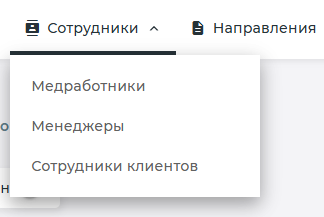 Сотрудники
Направления
Медработники
Менеджеры
Сотрудники клиентов